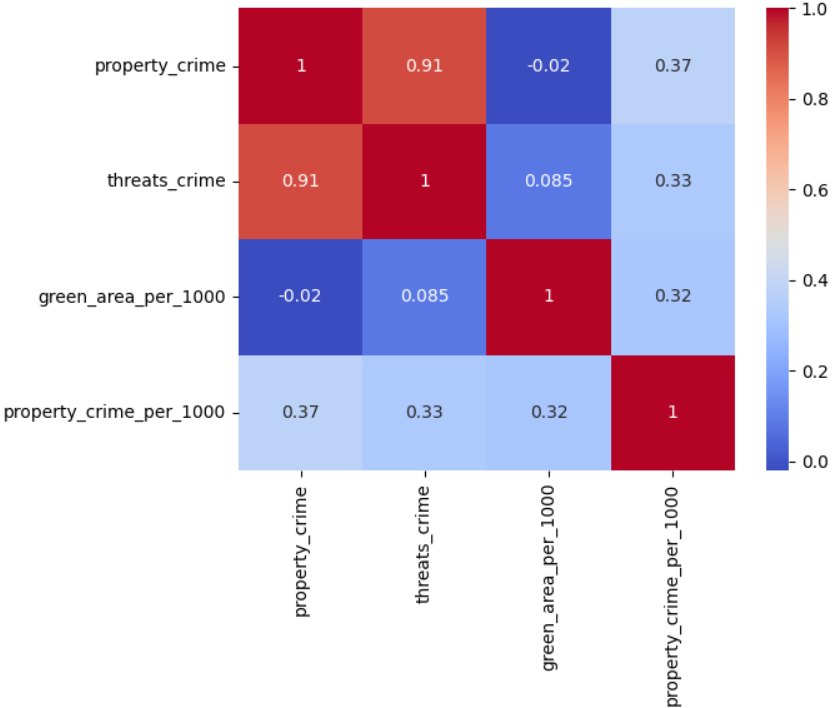 property_crime 1 0.91 -0.02 0.37
threats_crime 0.91 1 0.085 0.33
green_area_per_1000 -0.02 0.085 1 0.32
property_crime_per_1000 0.37 0.33 0.32 1
property_crime
threats_crime
green_area_per_1000
property_crime_per_1000
1.0
0.8
0.6
0.4
0.2
0.0